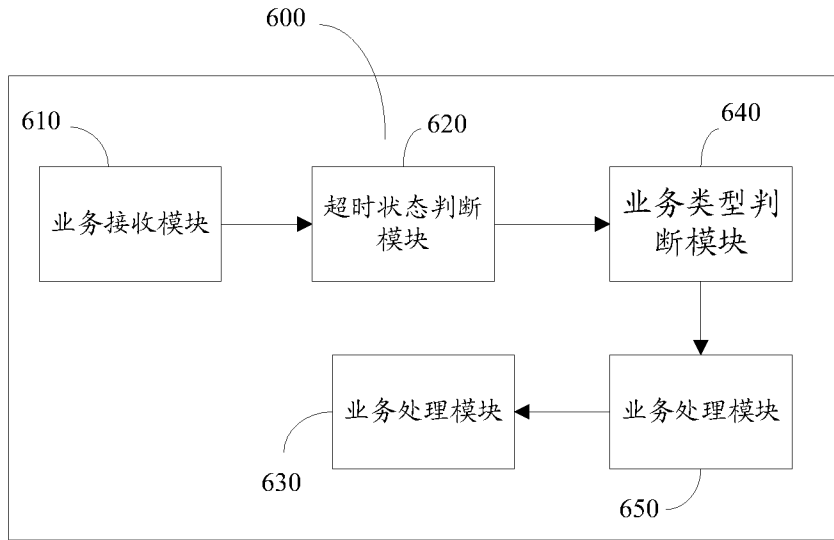 600
610
620
640
业务接收模块
超时状态判断
模块
业务类型判
断模块
业务处理模块
业务处理模块
630
650